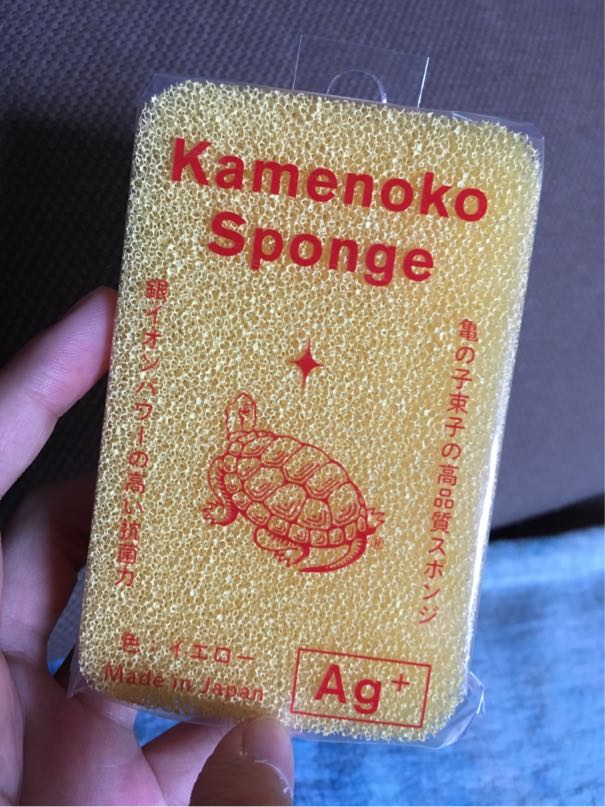 Kamenoko
Sponge
亀の子束子の高品質スポンジ
銀イオンパワーの高い抗菌力
色：イエロー
Made in Japan
Ag+